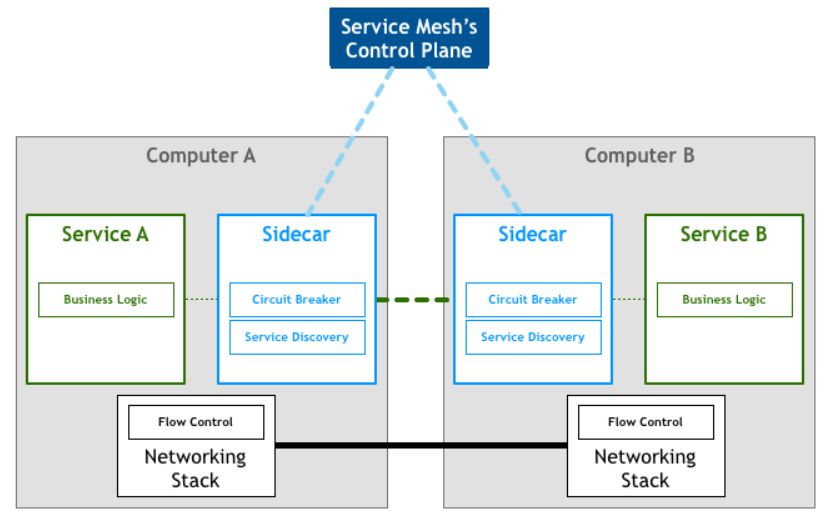 Service Mesh's
Control Plane
Computer A
Computer B
Service A
Sidecar
Sidecar
Service B
Business Logic
Circuit Breaker
Circuit Breaker
Business Logic
Service Discovery
Service Discovery
Flow Control
Flow Control
Networking
Stack
Networking
Stack